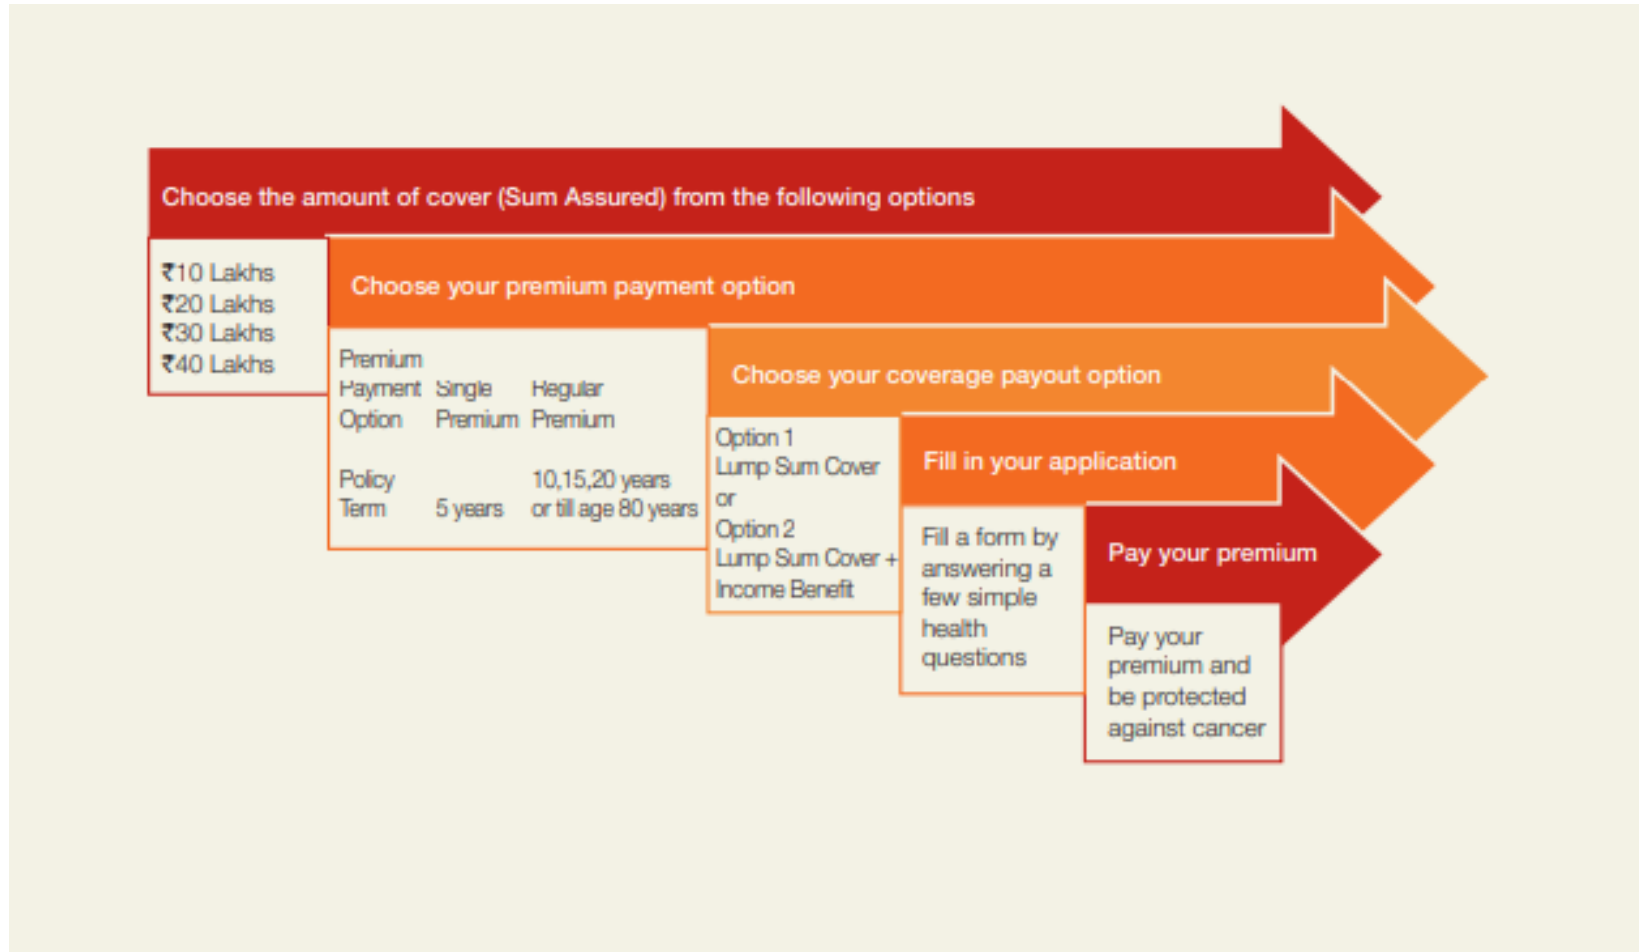 Choose the amount of cover (Sum Assured) from the following options
₹10 Lakhs
₹20 Lakhs
₹30 Lakhs
₹40 Lakhs
Choose your premium payment option
Premium
Payment Single Regular
Option Premium Premium
Policy 10,15,20 years
Term 5 years or till age 80 years
Choose your coverage payout option
Option 1
Lump Sum Cover
or
Option 2
Lump Sum Cover +
Income Benefit
Fill in your application
Fill a form by
answering a
few simple
health
questions
Pay your premium
Pay your
premium and
be protected
against cancer